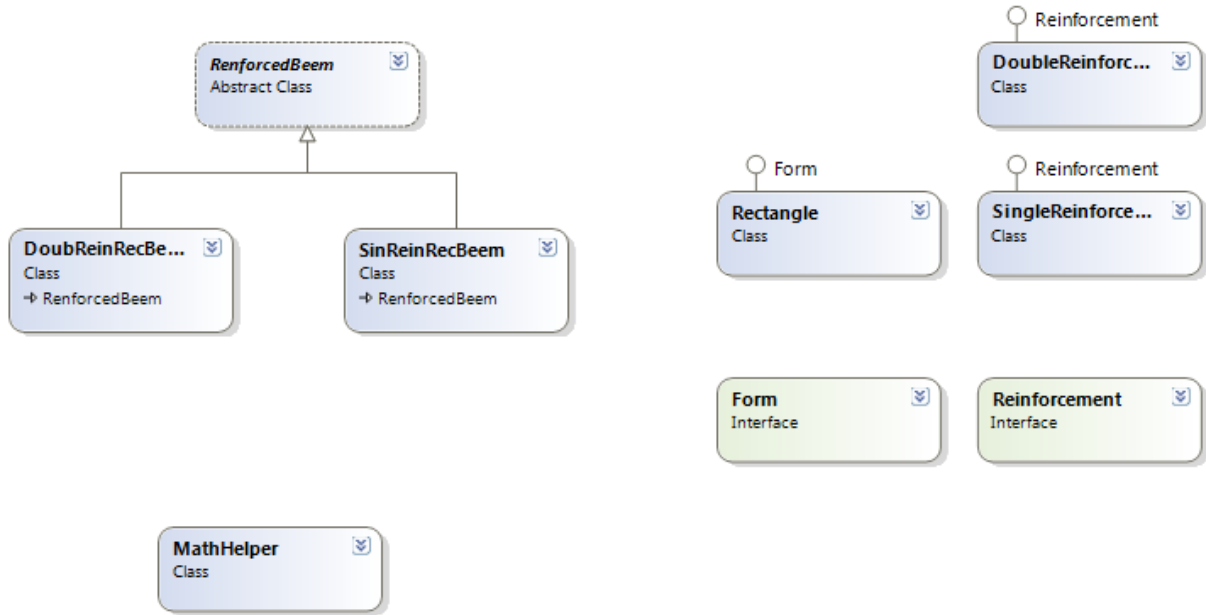 Reinforcement
RenforcedBeem
Abstract Class
DoubleReinforc...
Class
Form
Reinforcement
Rectangle
Class
SingleReinforce...
Class
DoubReinRecBe...
Class
RenforcedBeem
SinReinRecBeem
Class
RenforcedBeem
Form
Interface
Reinforcement
Interface
MathHelper
Class